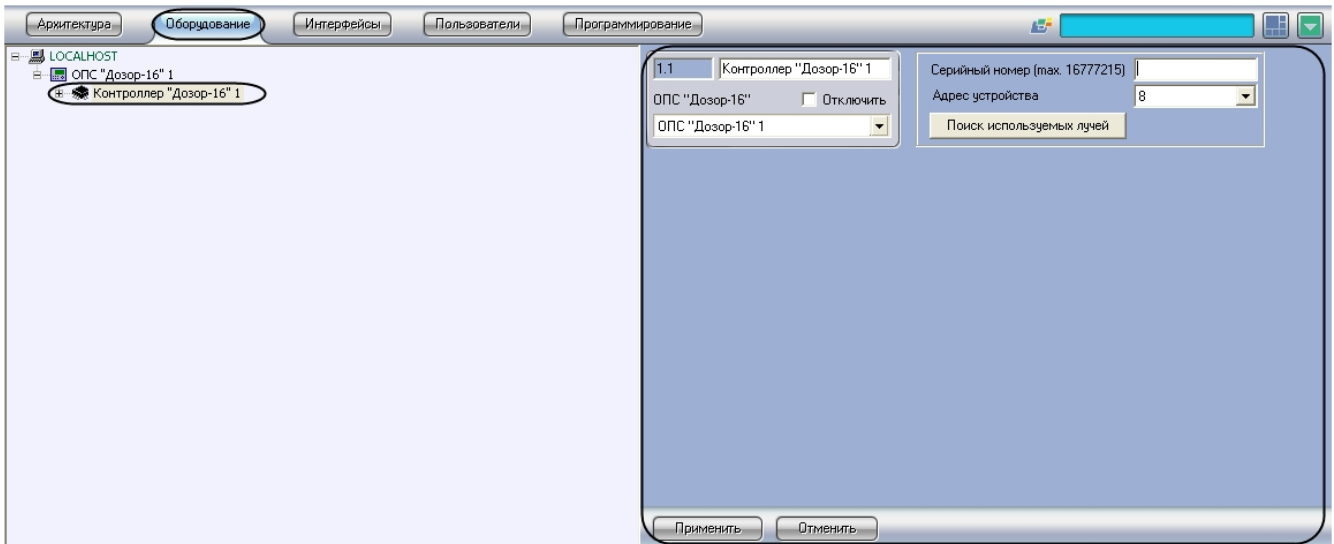 Архитектура Оборудование Интерфейсы Пользователи Программирование
LOCALHOST
ОПС "Дозор-16" 1
Контроллер "Дозор-16" 1
1.1 Контроллер "Дозор-16" 1
ОПС "Дозор-16" Отключить
ОПС "Дозор-16" 1
Серийный номер (max. 16777215)
Адрес устройства 8
Поиск используемых лучей
Применить Отменить